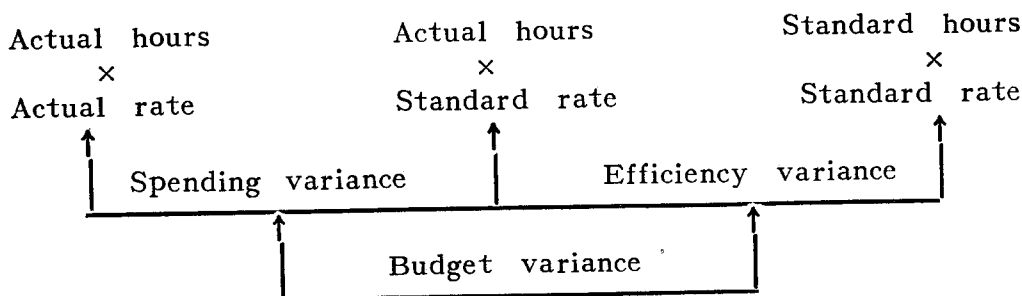 Actual hours
×
Actual rate
Actual hours
×
Standard rate
Standard hours
×
Standard rate
Spending variance
Efficiency variance
Budget variance